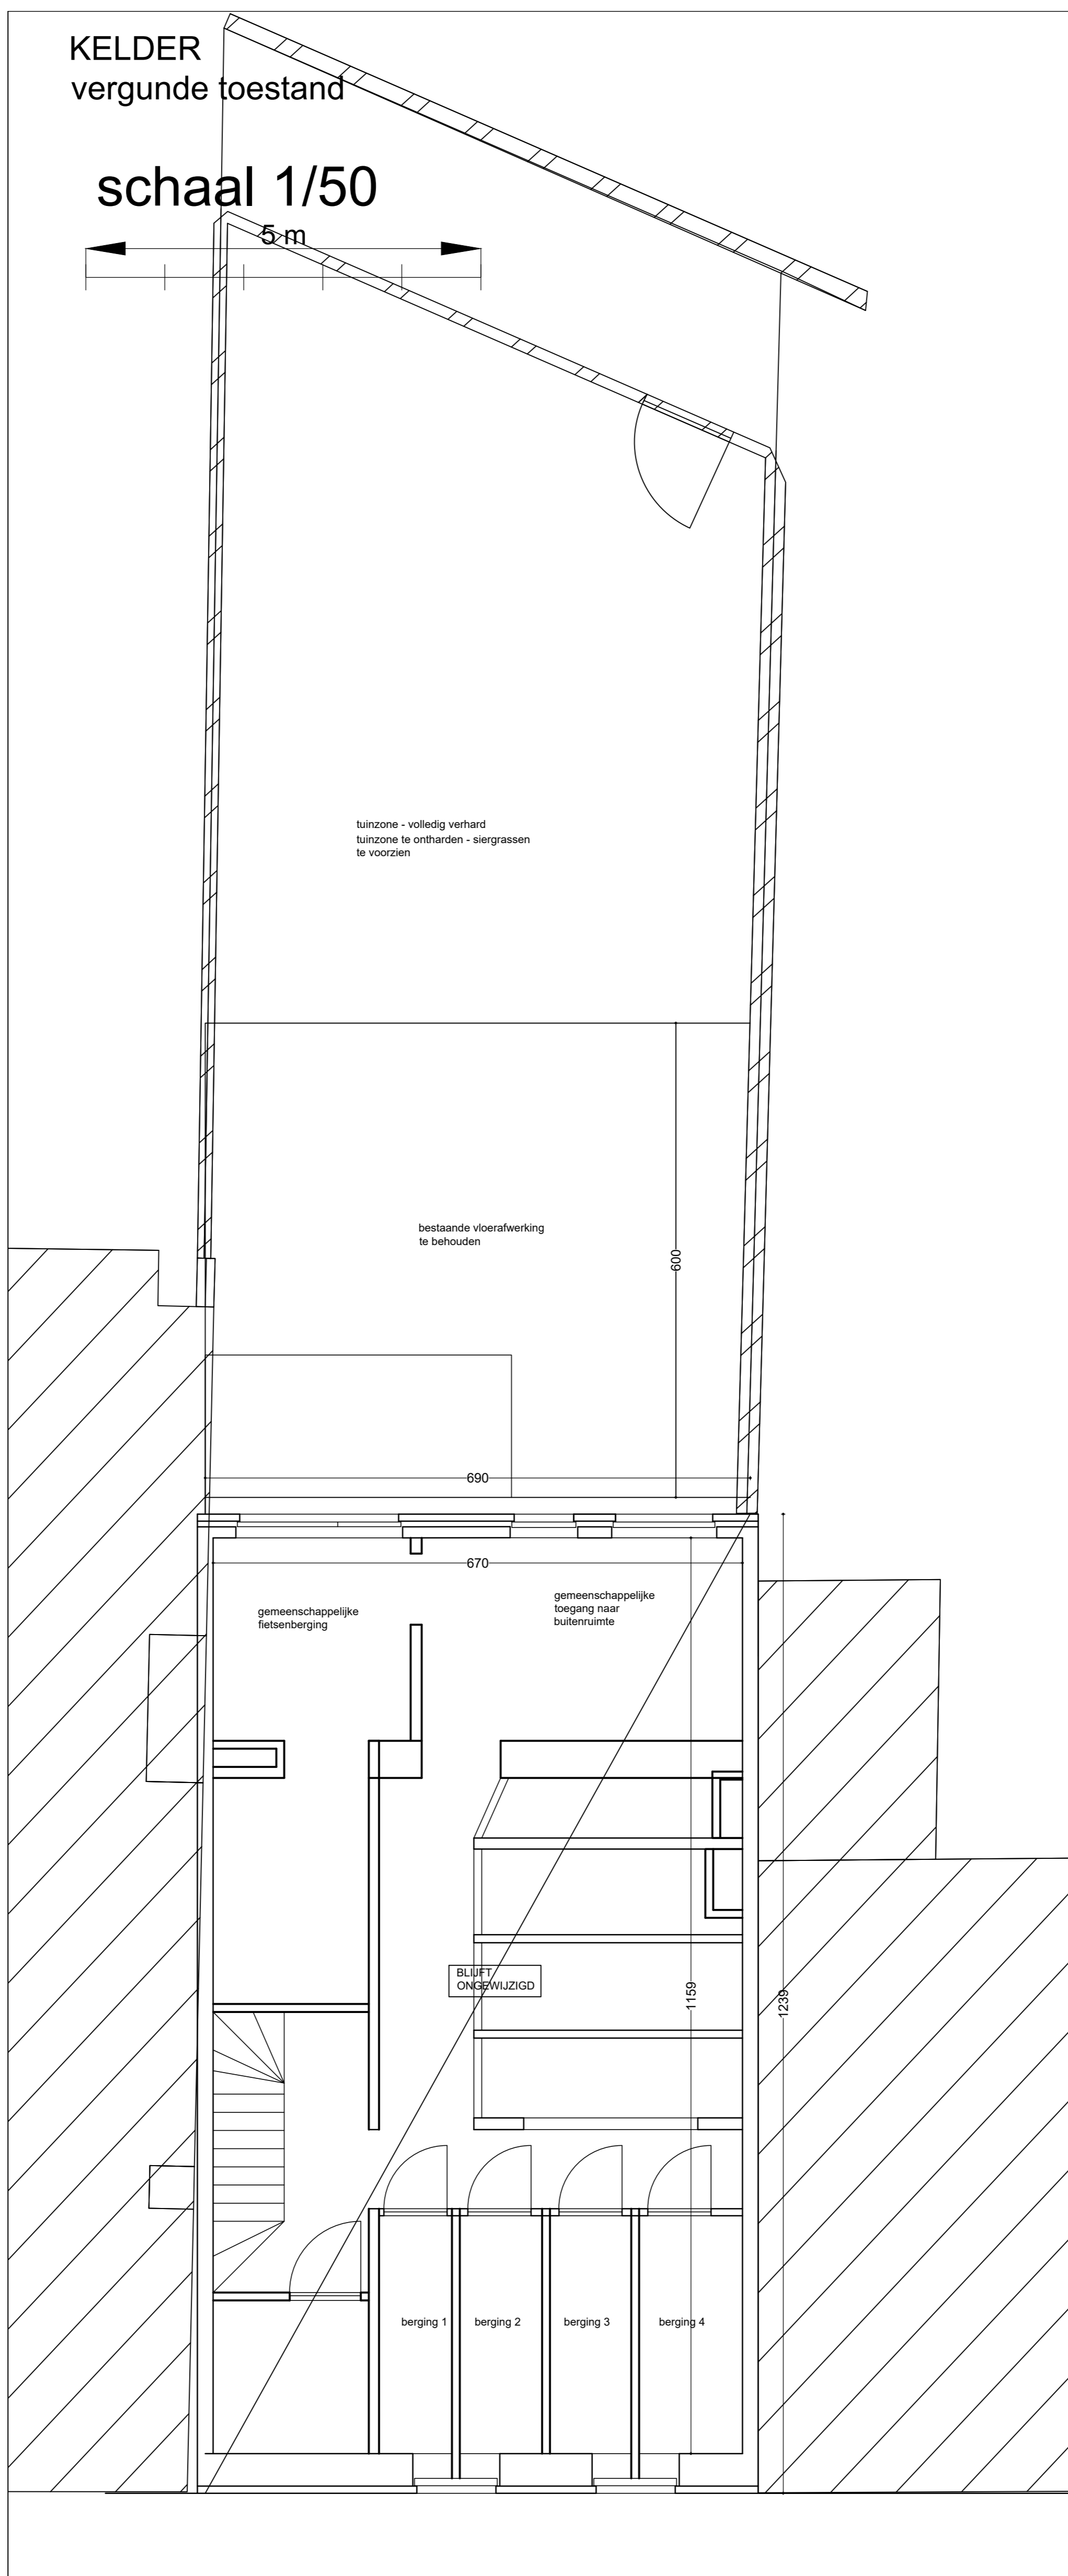 KELDER
vergunde toestand
schaal 1/50
5 m
tuinzone - volledig verhard
tuinzone te ontharden - siergrassen
te voorzien
bestaande vloerafwerking
te behouden
600
690
670
gemeenschappelijke
fietsenberging
gemeenschappelijke
toegang naar
buitenruimte
BLIJFT
ONGEWIJZIGD
1159
1239
berging 1
berging 2
berging 3
berging 4